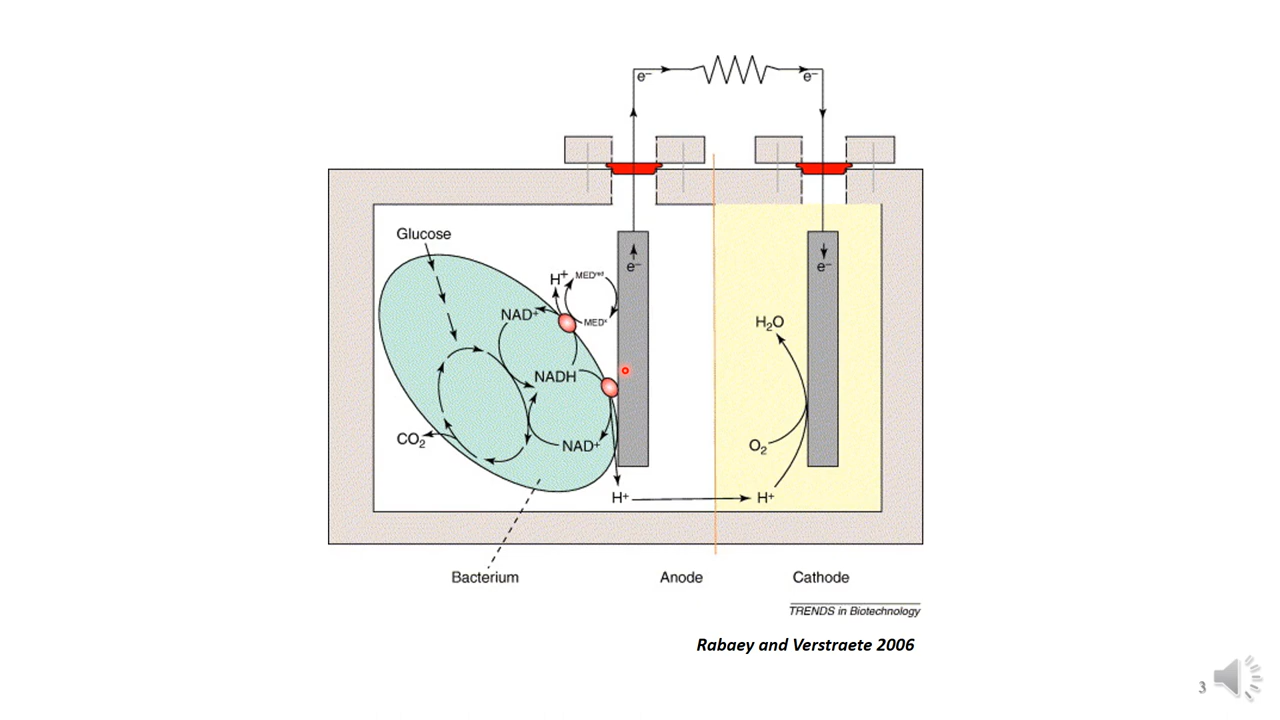 e⁻
e⁻
Glucose
H⁺
MEDʳᵉᵈ
e⁻
e⁻
NAD⁺
MED
H₂O
NADH
CO₂
NAD⁺
O₂
H⁺
H⁺
Bacterium
Anode
Cathode
TRENDS in Biotechnology
Rabaey and Verstraete 2006
3